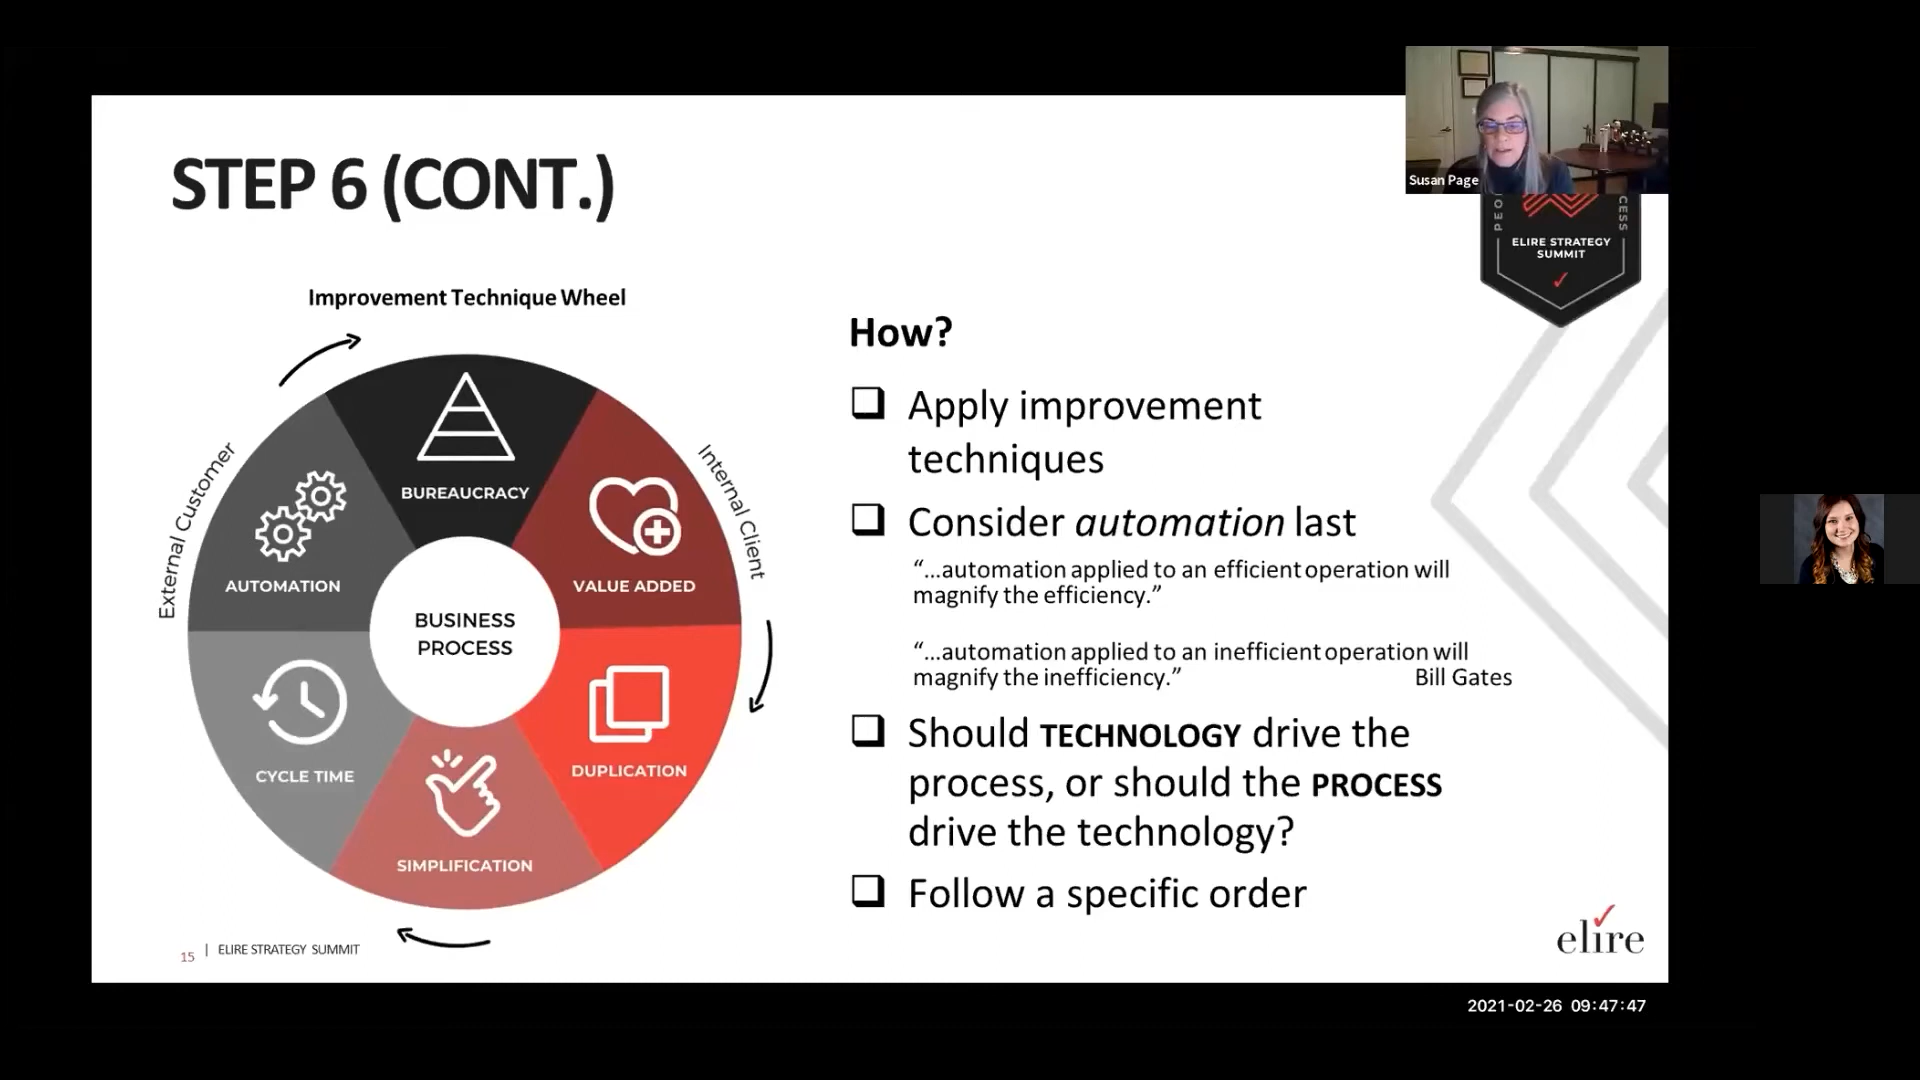 STEP 6 (CONT.)
Susan Page
ELIRE STRATEGY
SUMMIT
Improvement Technique Wheel
External Customer
Internal Client
BUREAUCRACY
VALUE ADDED
DUPLICATION
SIMPLIFICATION
CYCLE TIME
AUTOMATION
BUSINESS
PROCESS
How?
Apply improvement
techniques
Consider automation last
“...automation applied to an efficient operation will
magnify the efficiency.”
“...automation applied to an inefficient operation will
magnify the inefficiency.” Bill Gates
Should TECHNOLOGY drive the
process, or should the PROCESS
drive the technology?
Follow a specific order
15 | ELIRE STRATEGY SUMMIT
elire
2021-02-26 09:47:47